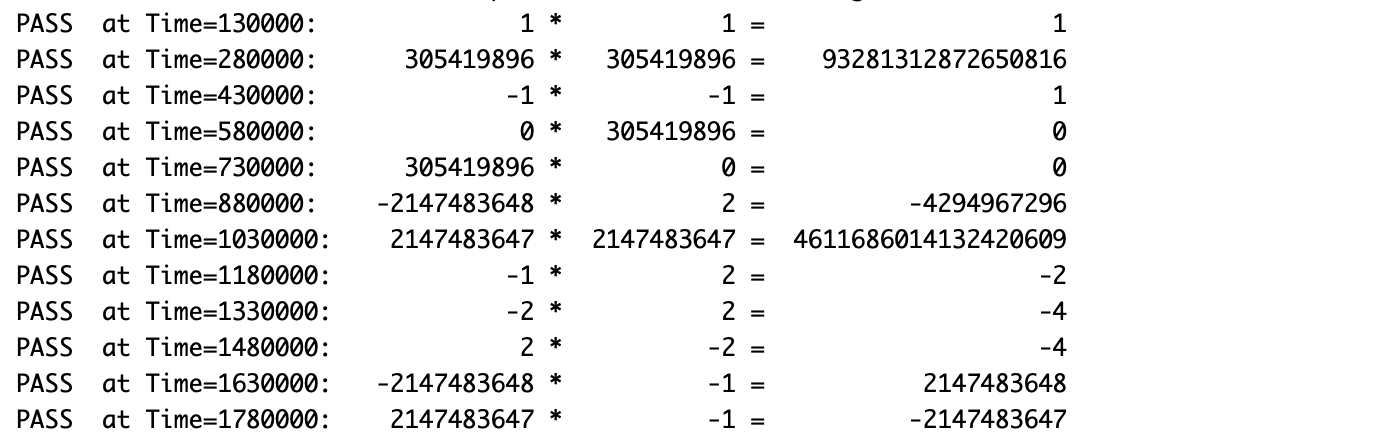 PASS  at Time=130000:              1 *           1 =                    1
PASS  at Time=280000:      305419896 *   305419896 =    93281312872650816
PASS  at Time=430000:             -1 *          -1 =                    1
PASS  at Time=580000:              0 *   305419896 =                    0
PASS  at Time=730000:      305419896 *           0 =                    0
PASS  at Time=880000:    -2147483648 *           2 =          -4294967296
PASS  at Time=1030000:    2147483647 *  2147483647 =  4611686014132420609
PASS  at Time=1180000:            -1 *           2 =                   -2
PASS  at Time=1330000:            -2 *           2 =                   -4
PASS  at Time=1480000:             2 *          -2 =                   -4
PASS  at Time=1630000:   -2147483648 *          -1 =           2147483648
PASS  at Time=1780000:    2147483647 *          -1 =          -2147483647